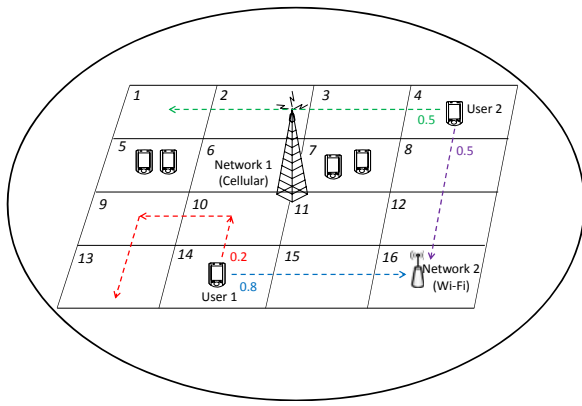 1 2 3 4
User 2
0.5
5 6 7 8
0.5
Network 1
(Cellular)
9 10 11 12
13 14 15 16
0.2
0.8
User 1
Network 2
(Wi-Fi)